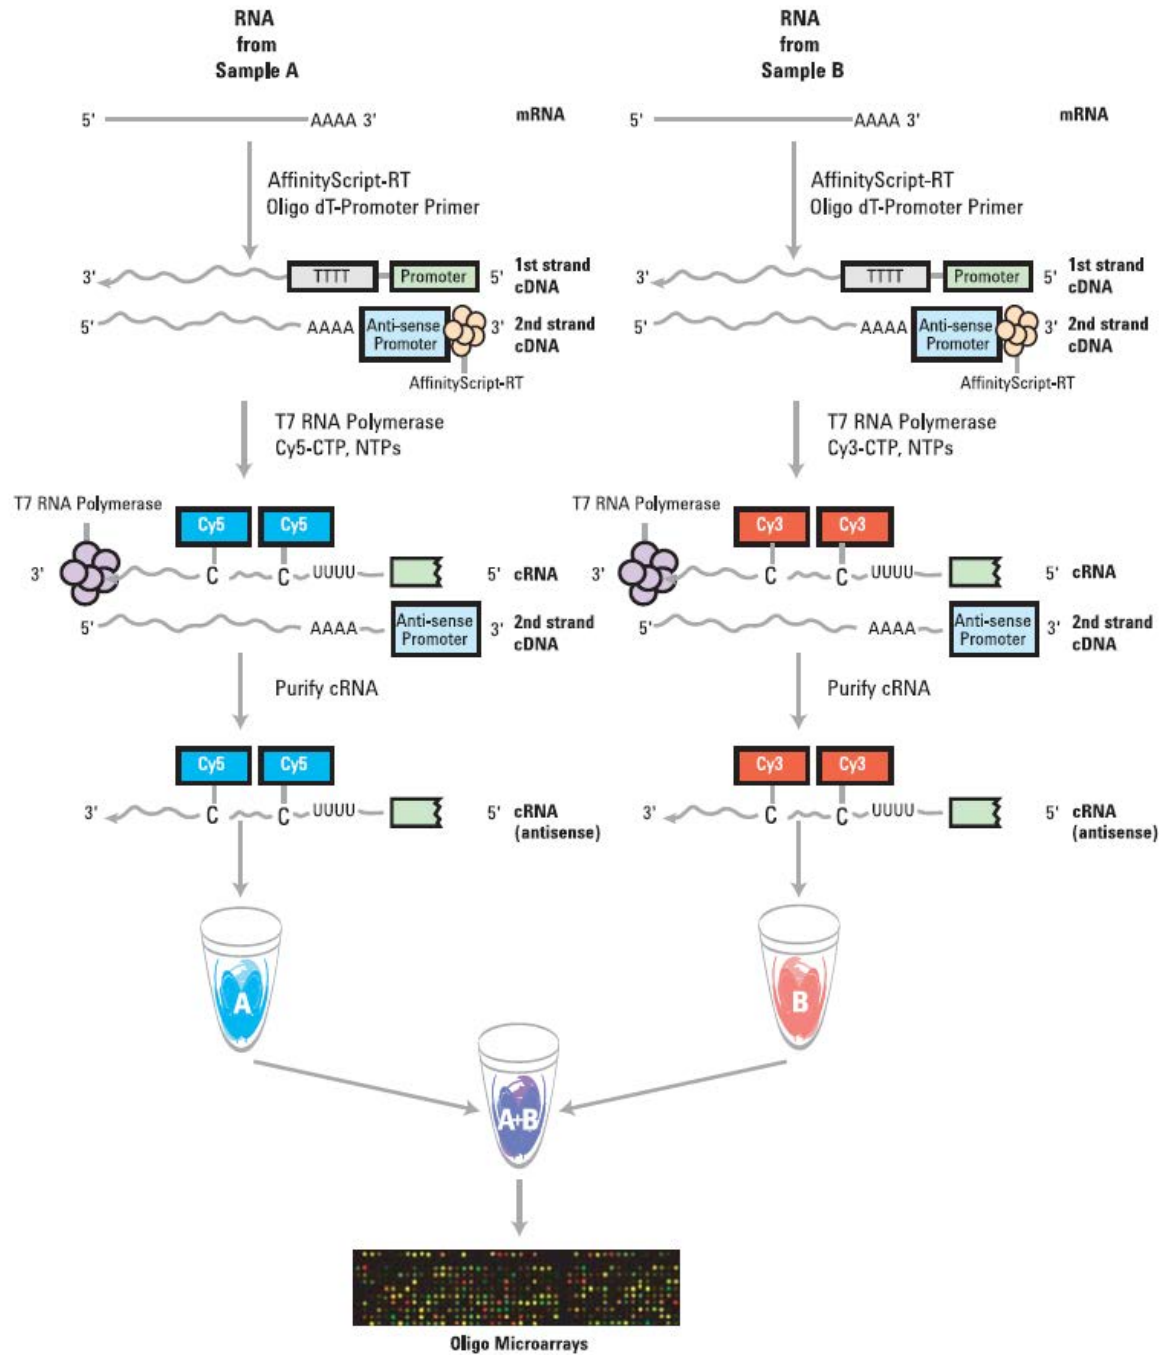 RNA
from
Sample A
RNA
from
Sample B
5' AAAA 3' mRNA
5' AAAA 3' mRNA
AffinityScript-RT
Oligo dT-Promoter Primer
AffinityScript-RT
Oligo dT-Promoter Primer
3' TTTT Promoter 5' 1st strand
cDNA
3' TTTT Promoter 5' 1st strand
cDNA
5' AAAA Anti-sense
Promoter 3' 2nd strand
cDNA
AffinityScript-RT
5' AAAA Anti-sense
Promoter 3' 2nd strand
cDNA
AffinityScript-RT
T7 RNA Polymerase
Cy5-CTP, NTPs
T7 RNA Polymerase
Cy3-CTP, NTPs
T7 RNA Polymerase
Cy5 Cy5
3' C C UUUU 5' cRNA
5' AAAA Anti-sense
Promoter 3' 2nd strand
cDNA
T7 RNA Polymerase
Cy3 Cy3
3' C C UUUU 5' cRNA
5' AAAA Anti-sense
Promoter 3' 2nd strand
cDNA
Purify cRNA
Purify cRNA
Cy5 Cy5
3' C C UUUU 5' cRNA
(antisense)
Cy3 Cy3
3' C C UUUU 5' cRNA
(antisense)
A
B
A+B
Oligo Microarrays